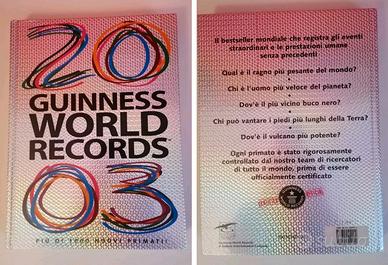 20
GUINNESS
WORLD
RECORDS
03
PIÙ DI 1000 NUOVI PRIMATI!
Il bestseller mondiale che registra gli eventi
straordinari e le prestazioni umane
senza precedenti
Qual è il ragno più pesante del mondo?
Chi è l'uomo più veloce del pianeta?
Dov'è il più vicino buco nero?
Chi può vantare i piedi più lunghi della Terra?
Dov'è il vulcano più potente?
Ogni primato è stato rigorosamente
controllato dal nostro team di ricercatori
di tutto il mondo, prima di essere
ufficialmente certificato